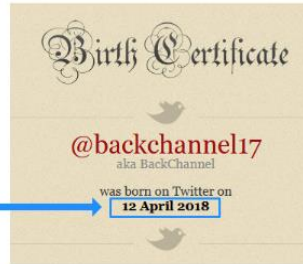 Birth Certificate
@backchannel17
aka BackChannel
was born on Twitter on
12 April 2018